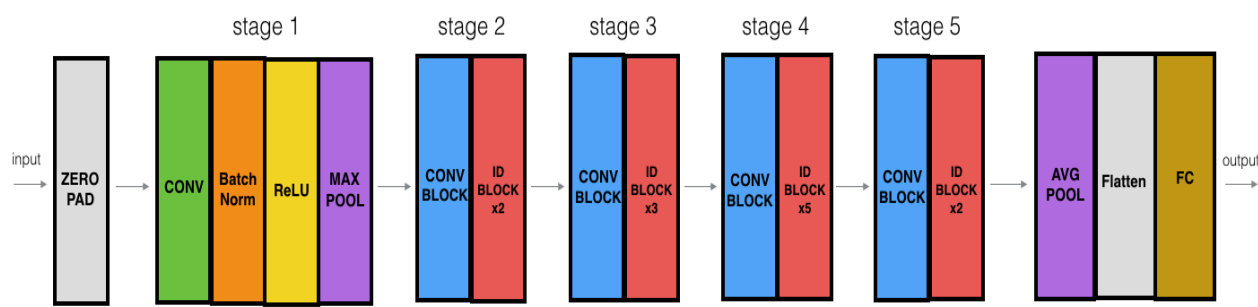 stage 1
stage 2
stage 3
stage 4
stage 5
input
ZERO
PAD
CONV
Batch
Norm
ReLU
MAX
POOL
CONV
BLOCK
ID
BLOCK
x2
CONV
BLOCK
ID
BLOCK
x3
CONV
BLOCK
ID
BLOCK
x5
CONV
BLOCK
ID
BLOCK
x2
AVG
POOL
Flatten
FC
output